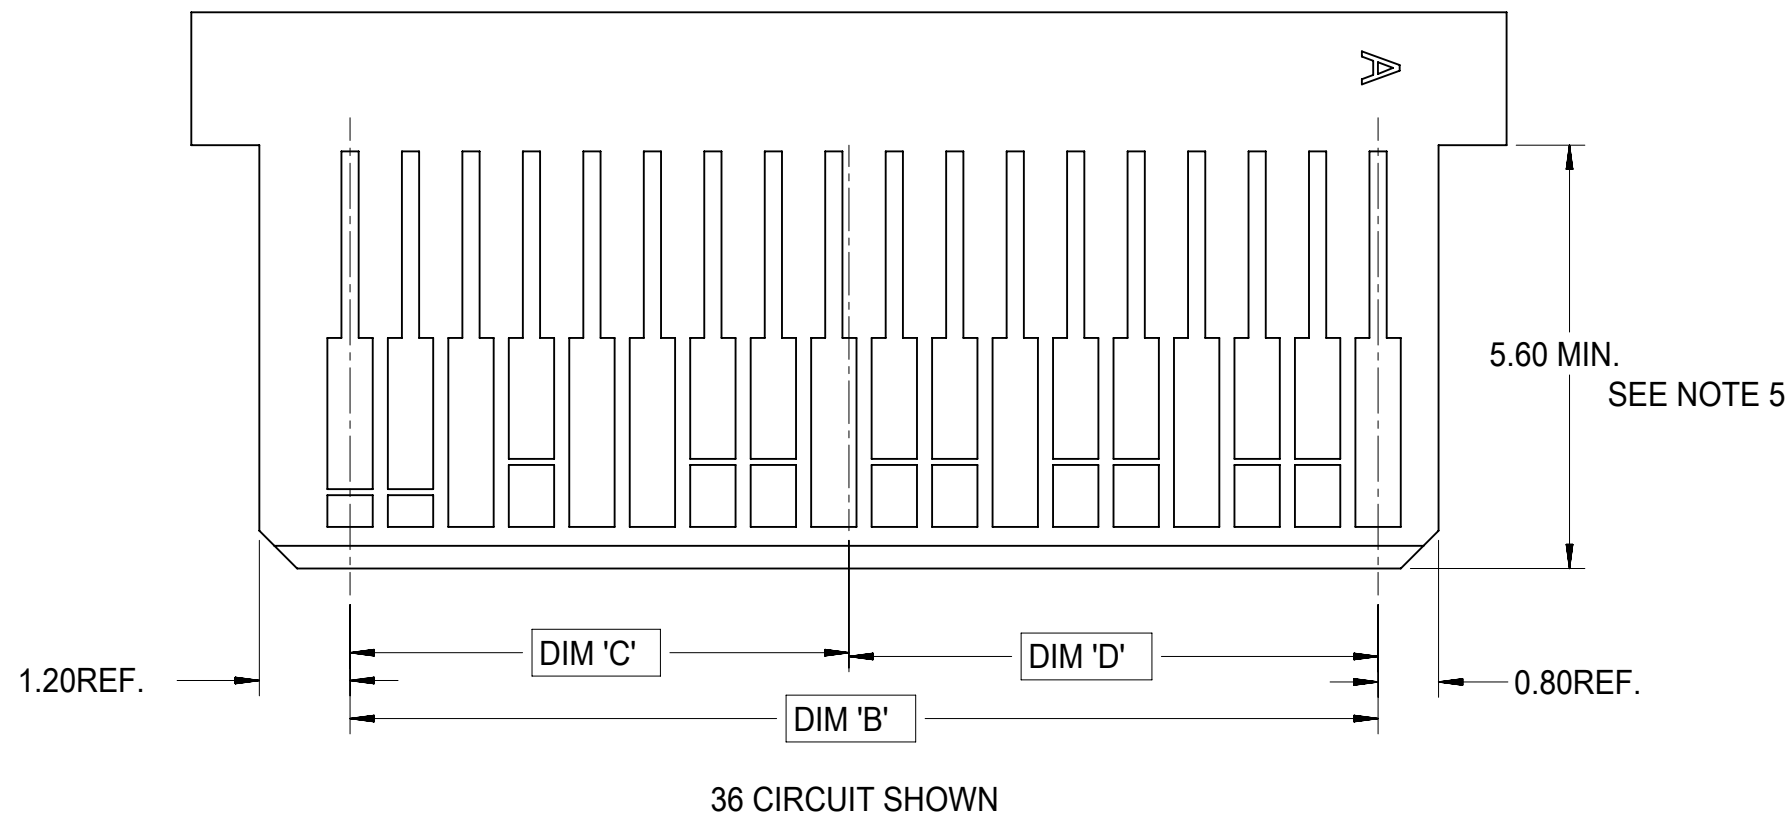 A
5.60 MIN.
SEE NOTE 5
DIM 'C'
DIM 'D'
1.20REF.
0.80REF.
DIM 'B'
36 CIRCUIT SHOWN